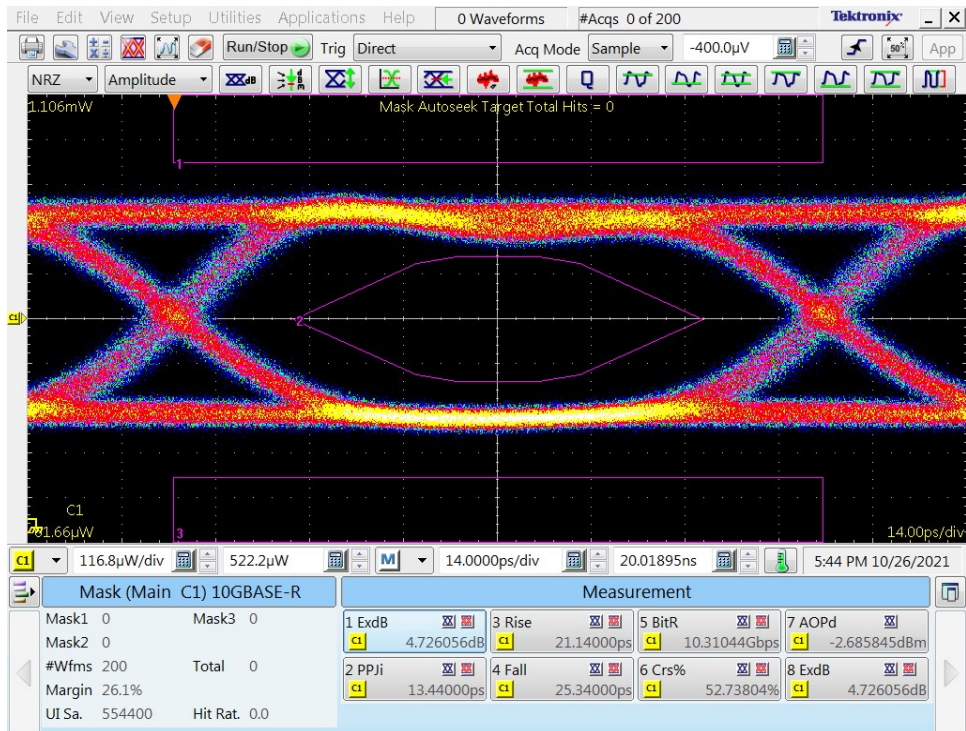 File Edit View Setup Utilities Applications Help 0 Waveforms #Acqs 0 of 200 Tektronix
Run/Stop Trig Direct Acq Mode Sample -400.0µV 50% App
NRZ Amplitude
1.106mW Mask Autoseek Target Total Hits = 0
1
C1 2
C1
3
14.00ps/div
C1 116.8µW/div 522.2µW M 14.0000ps/div 20.01895ns 5:44 PM 10/26/2021
Mask (Main C1) 10GBASE-R Measurement
Mask1 0 Mask3 0
Mask2 0
#Wfms 200 Total 0
Margin 26.1%
UI Sa. 554400 Hit Rat. 0.0
1 ExdB 3 Rise 5 BitR 7 AOPd
C1 4.726056dB C1 21.14000ps C1 10.31044Gbps C1 -2.685845dBm
2 PPJi 4 Fall 6 Crs% 8 ExdB
C1 13.44000ps C1 25.34000ps C1 52.73804% C1 4.726056dB